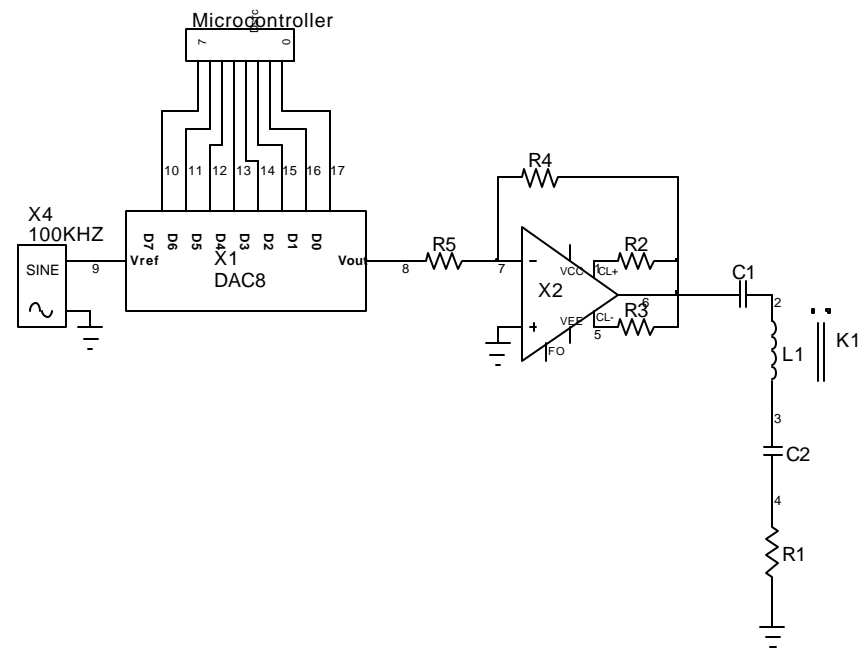 Microcontroller
7
0
10
11
12
13
14
15
16
17
X4
100KHZ
SINE
9
D7
D6
D5
D4
D3
D2
D1
D0
Vref
X1
DAC8
Vout
8
R5
R4
7
X2
VCC
1
CL+
R2
6
R3
VEE
CL-
5
FO
C1
2
L1
K1
3
C2
4
R1